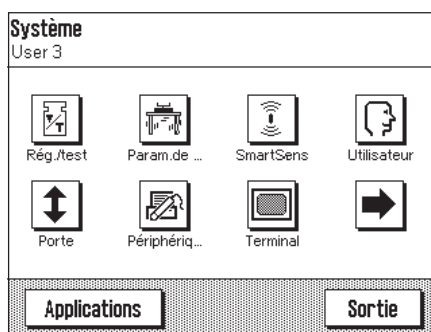 Système
User 3
Rég./test Param.de ... SmartSens Utilisateur
Porte Périphériq... Terminal
Applications Sortie